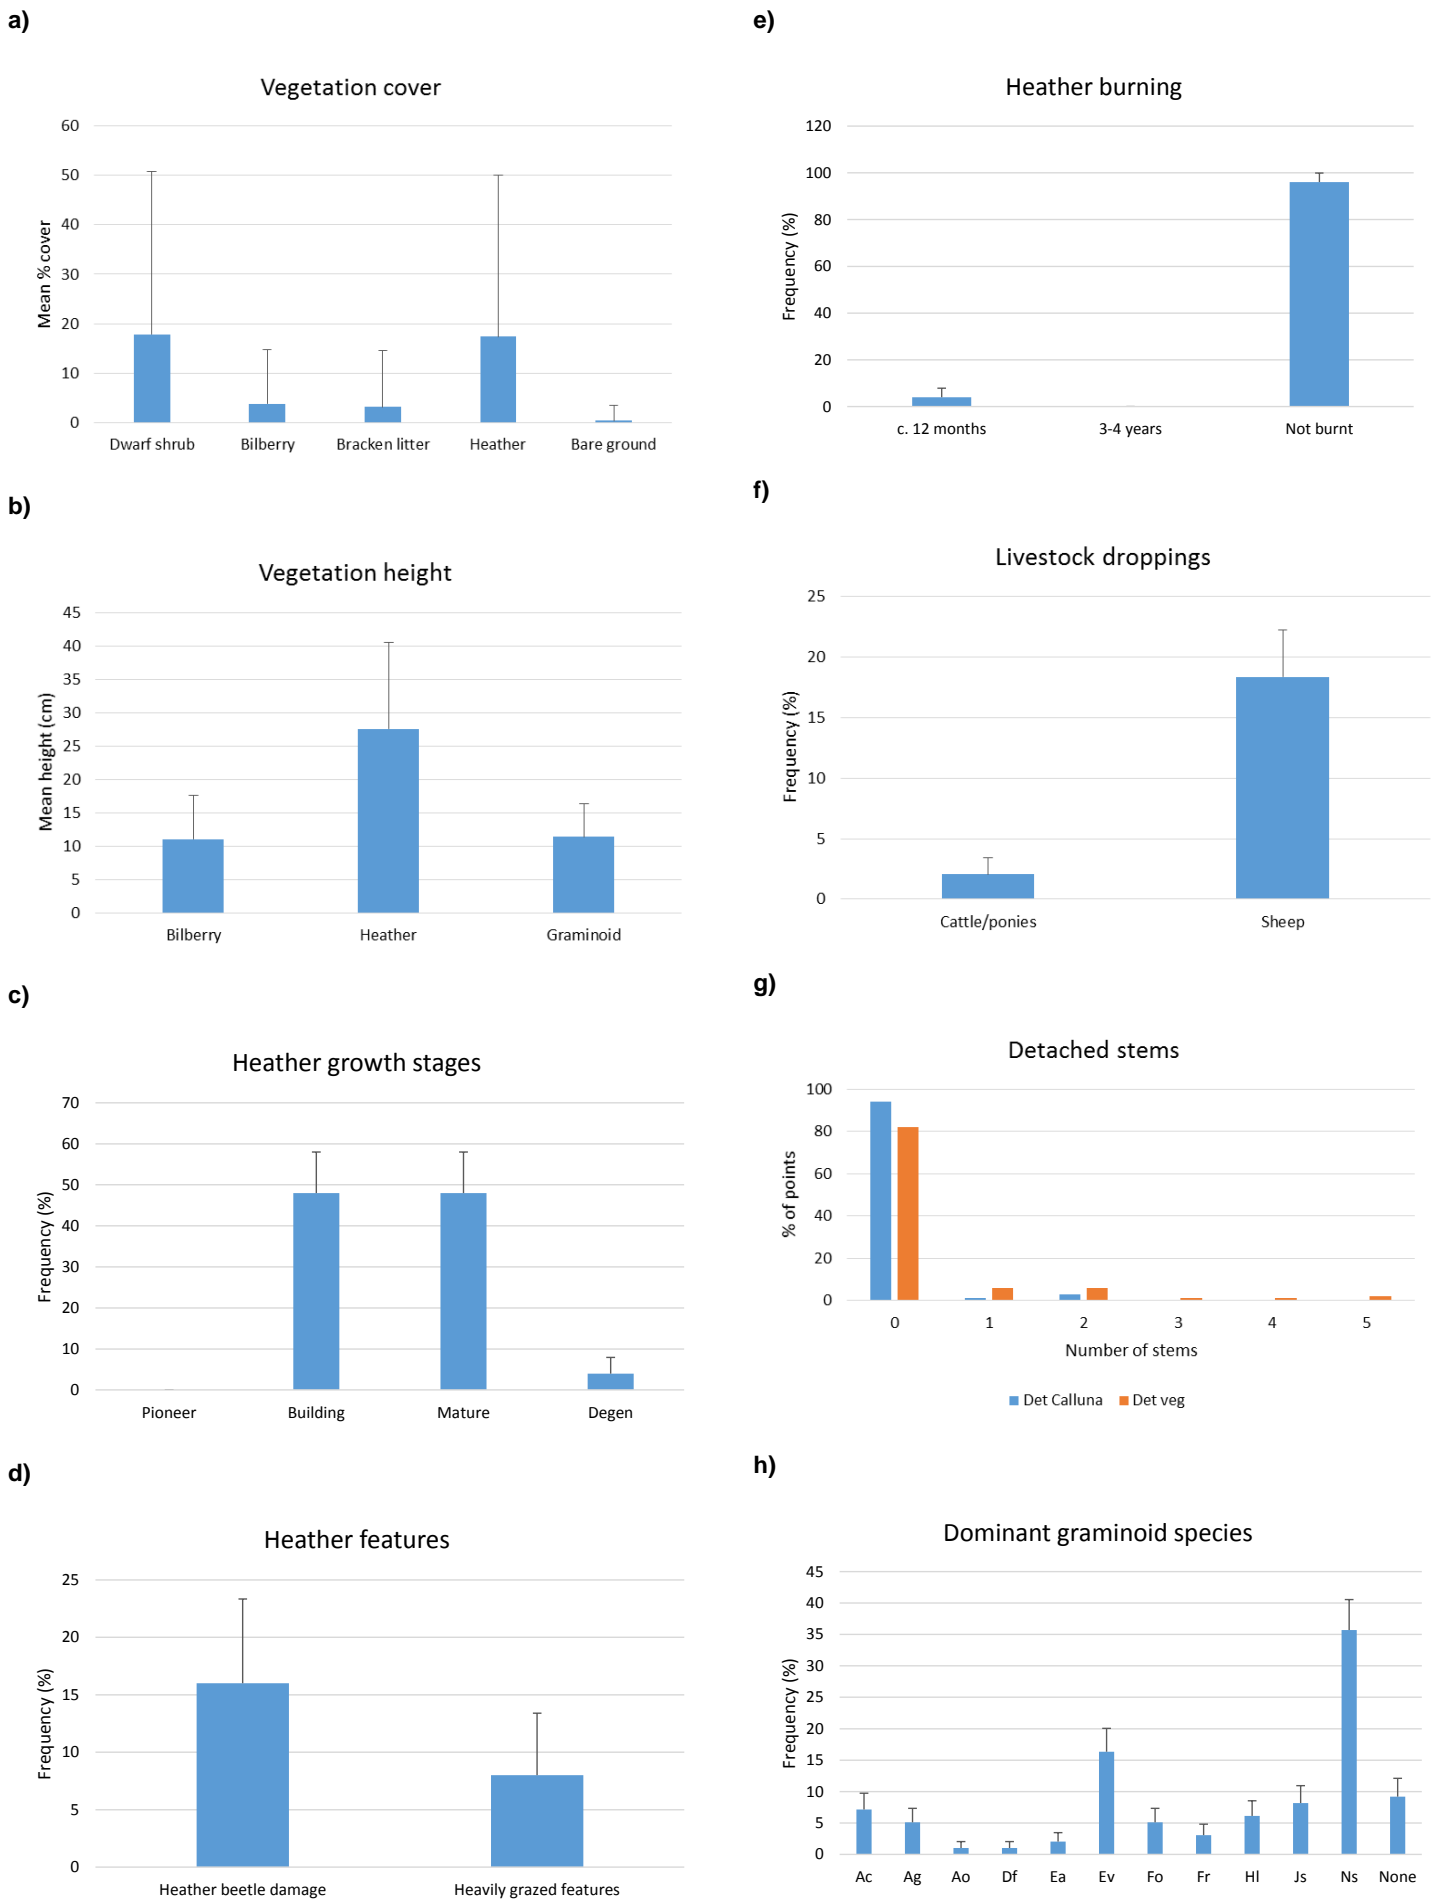 a)
Vegetation cover
60
50
40
30
20
10
0
Mean % cover
Dwarf shrub Bilberry Bracken litter Heather Bare ground
b)
Vegetation height
45
40
35
30
25
20
15
10
5
0
Mean height (cm)
Bilberry Heather Graminoid
c)
Heather growth stages
70
60
50
40
30
20
10
0
Frequency (%)
Pioneer Building Mature Degen
d)
Heather features
25
20
15
10
5
0
Frequency (%)
Heather beetle damage Heavily grazed features
e)
Heather burning
120
100
80
60
40
20
0
Frequency (%)
c. 12 months 3-4 years Not burnt
f)
Livestock droppings
25
20
15
10
5
0
Frequency (%)
Cattle/ponies Sheep
g)
Detached stems
100
80
60
40
20
0
% of points
0 1 2 3 4 5
Number of stems
Det Calluna Det veg
h)
Dominant graminoid species
45
40
35
30
25
20
15
10
5
0
Frequency (%)
Ac Ag Ao Df Ea Ev Fo Fr Hl Js Ns None